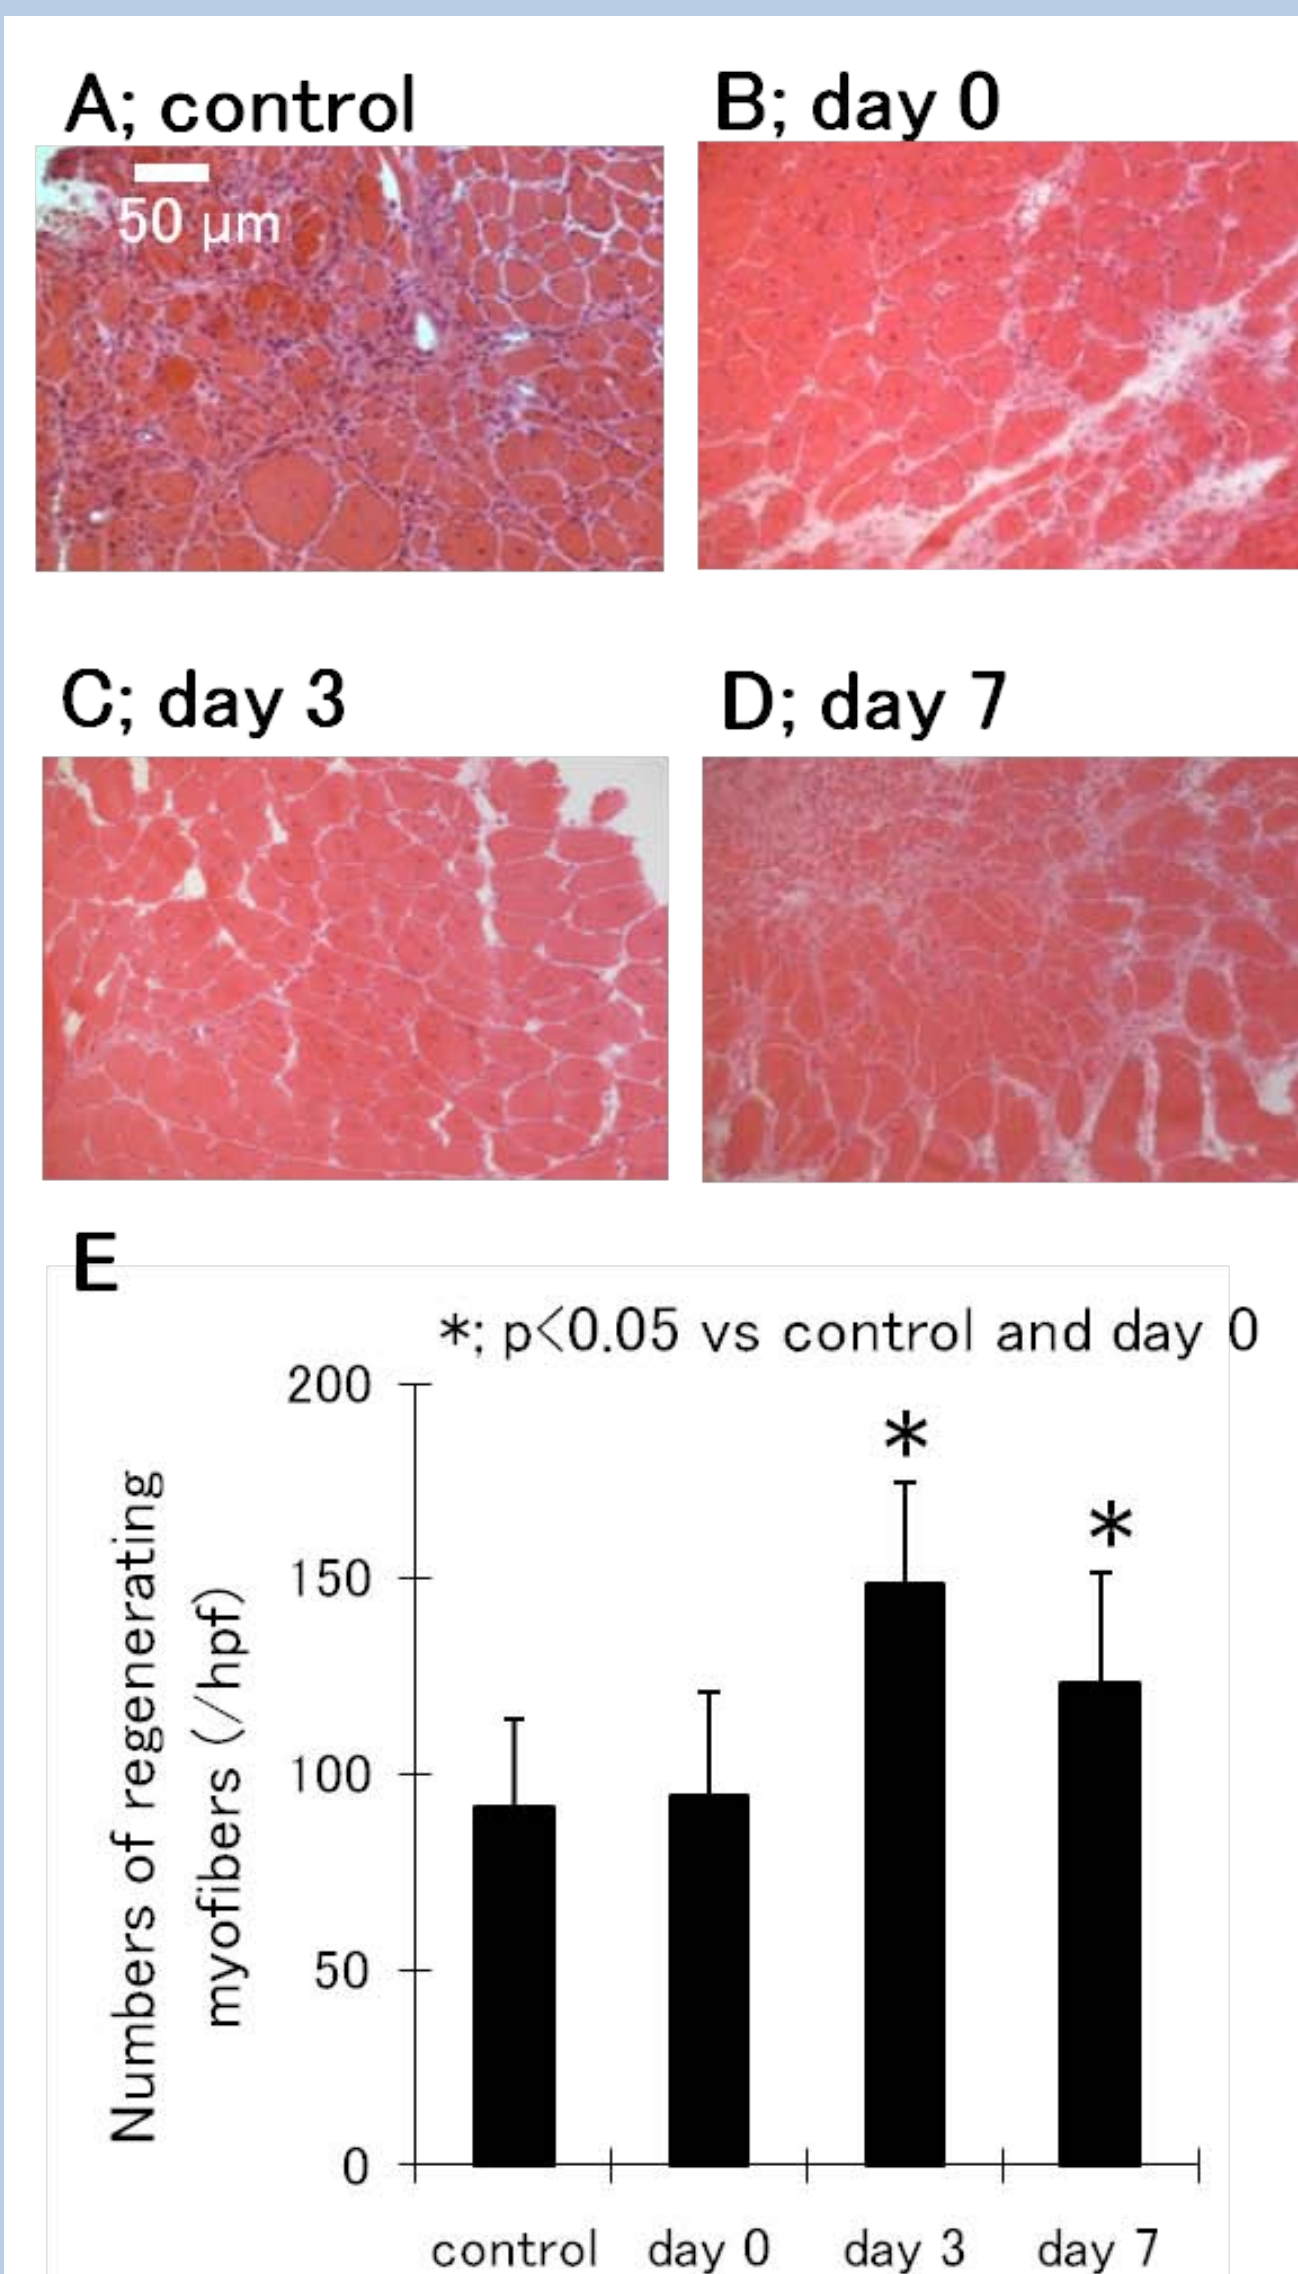 A; control
B; day 0
50 µm
C; day 3
D; day 7
E
*; p<0.05 vs control and day 0
200
150
100
50
0
Numbers of regenerating
myofibers (/hpf)
*
*
control
day 0
day 3
day 7